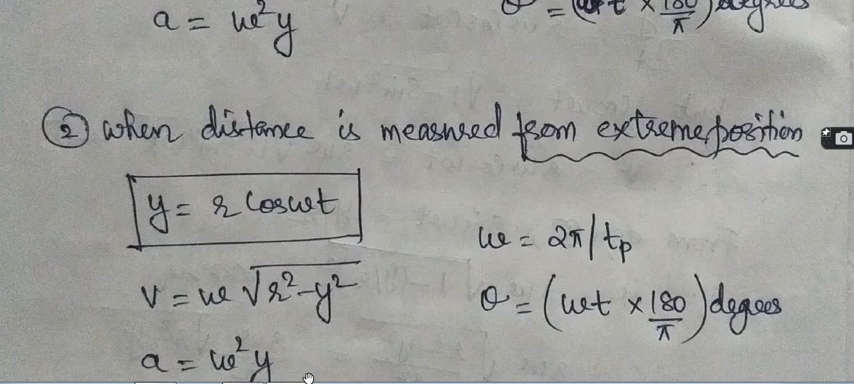 a = ω²y
θ = (ωt × 180/π) degrees
② when distance is measured from extreme position
y = r cosωt
ω = 2π/tp
v = ω √r²-y²
θ = (ωt × 180/π) degrees
a = ω²y